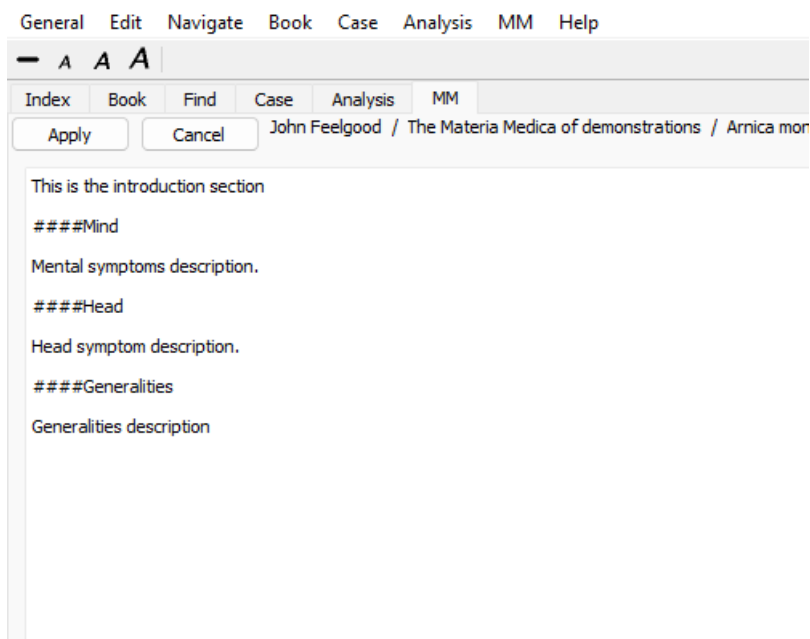 General Edit Navigate Book Case Analysis MM Help
A A A
Index Book Find Case Analysis MM
Apply Cancel John Feelgood / The Materia Medica of demonstrations / Arnica mon
This is the introduction section
####Mind
Mental symptoms description.
####Head
Head symptom description.
####Generalities
Generalities description